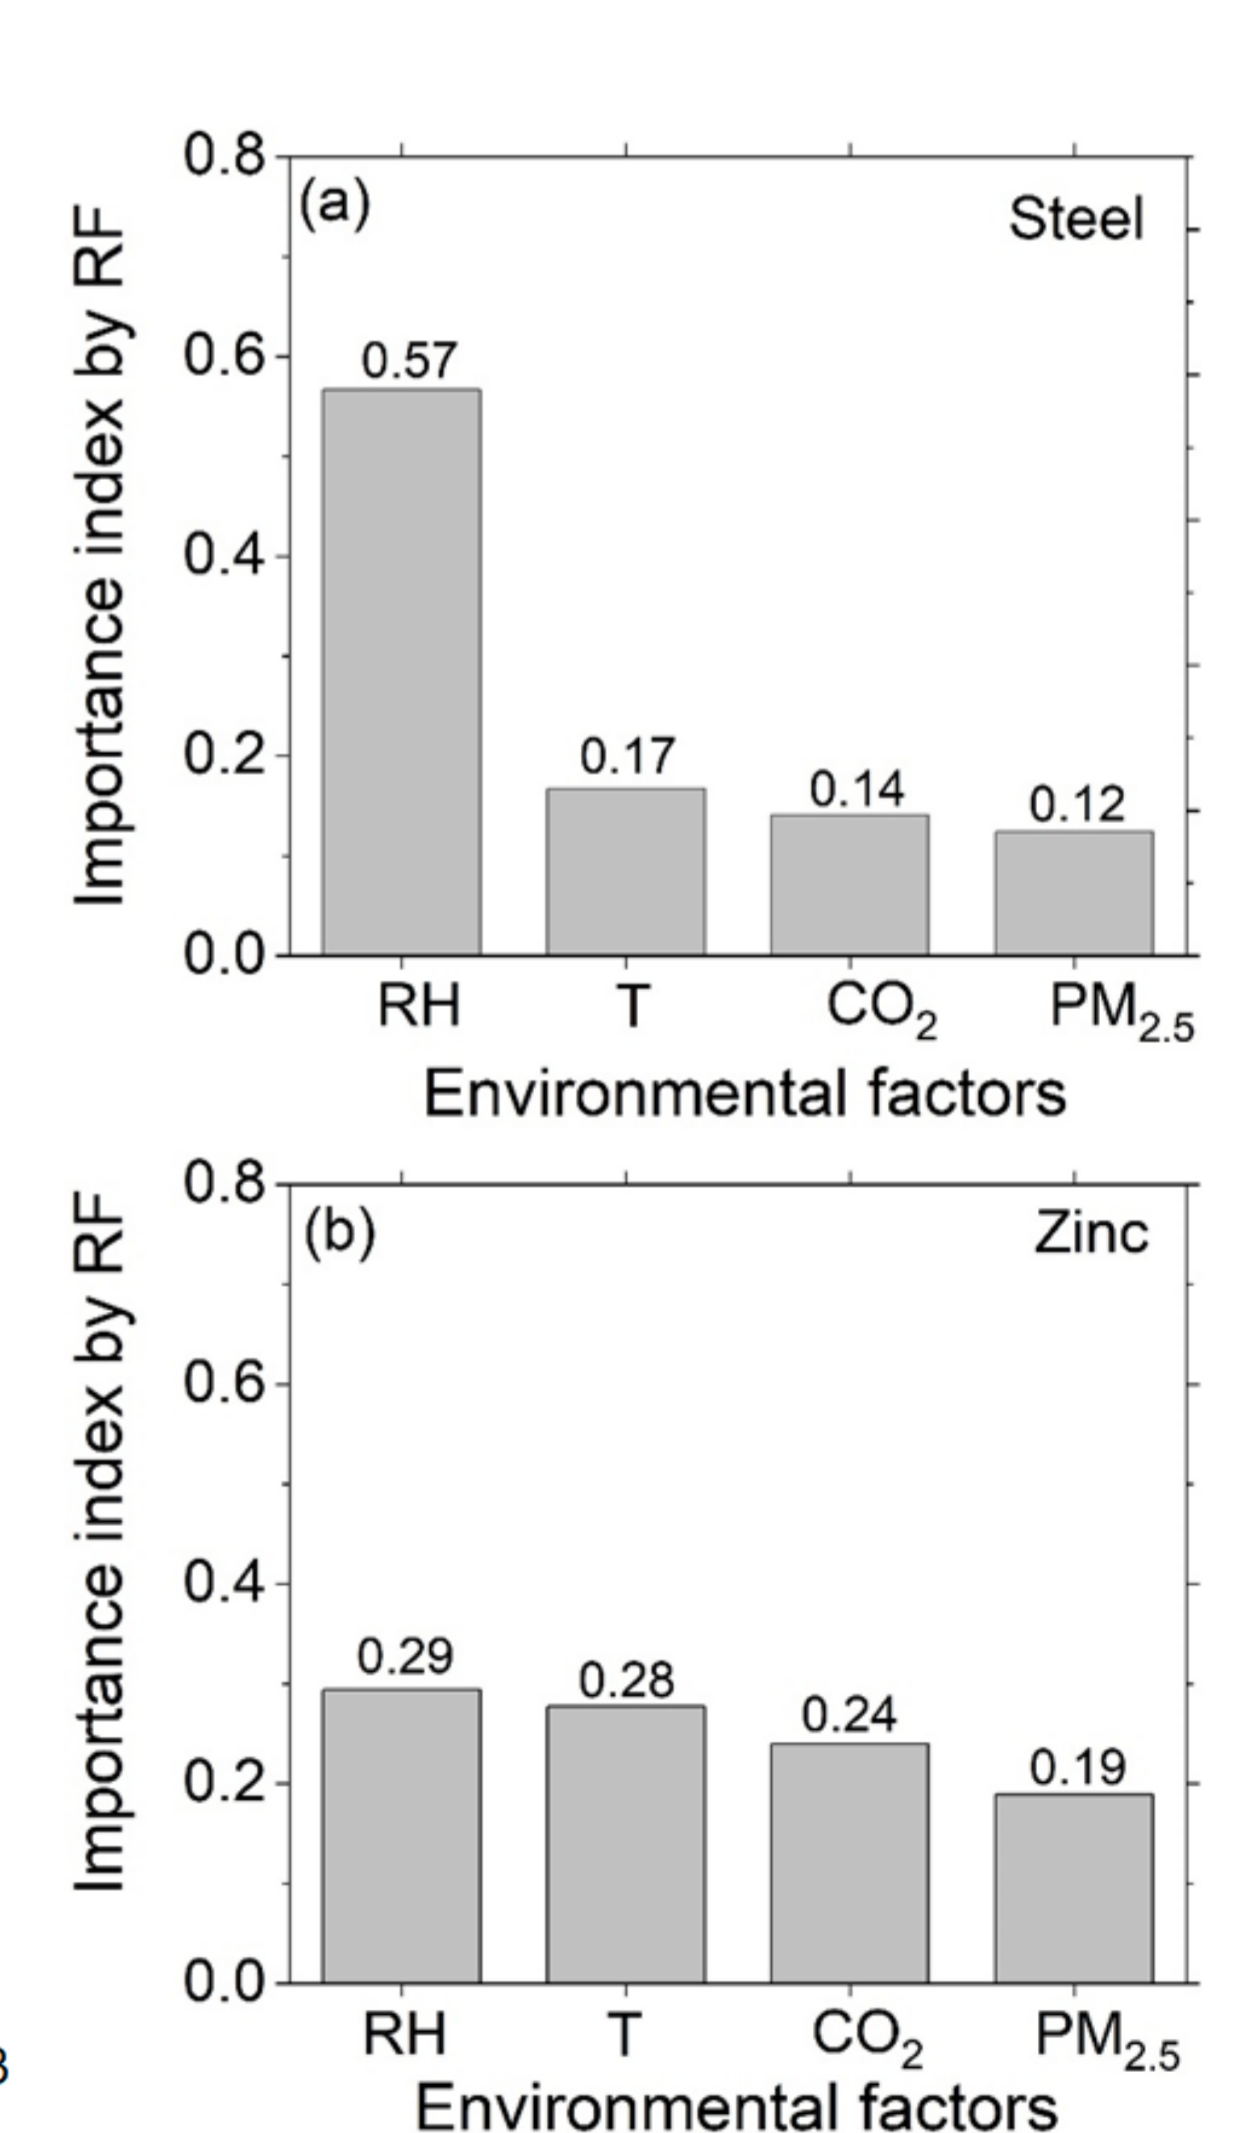 0.8
(a)
Steel
Importance index by RF
0.6
0.57
0.4
0.2
0.17
0.14
0.12
0.0
RH
T
CO₂
PM₂.₅
Environmental factors
0.8
(b)
Zinc
Importance index by RF
0.6
0.4
0.29
0.28
0.24
0.2
0.19
0.0
RH
T
CO₂
PM₂.₅
Environmental factors